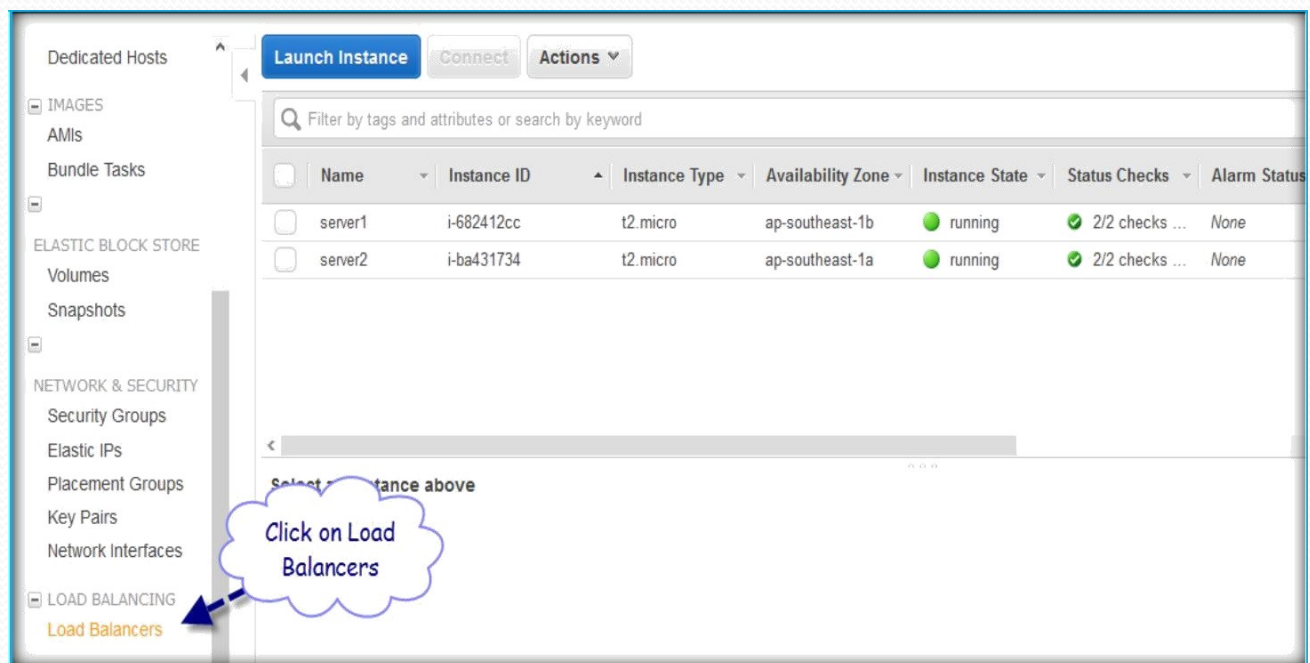 Dedicated Hosts
IMAGES
AMIs
Bundle Tasks
ELASTIC BLOCK STORE
Volumes
Snapshots
NETWORK & SECURITY
Security Groups
Elastic IPs
Placement Groups
Key Pairs
Network Interfaces
LOAD BALANCING
Load Balancers
Launch Instance Connect Actions
Filter by tags and attributes or search by keyword
Name Instance ID Instance Type Availability Zone Instance State Status Checks Alarm Status
server1 i-682412cc t2.micro ap-southeast-1b running 2/2 checks ... None
server2 i-ba431734 t2.micro ap-southeast-1a running 2/2 checks ... None
Select above
Click on Load
Balancers